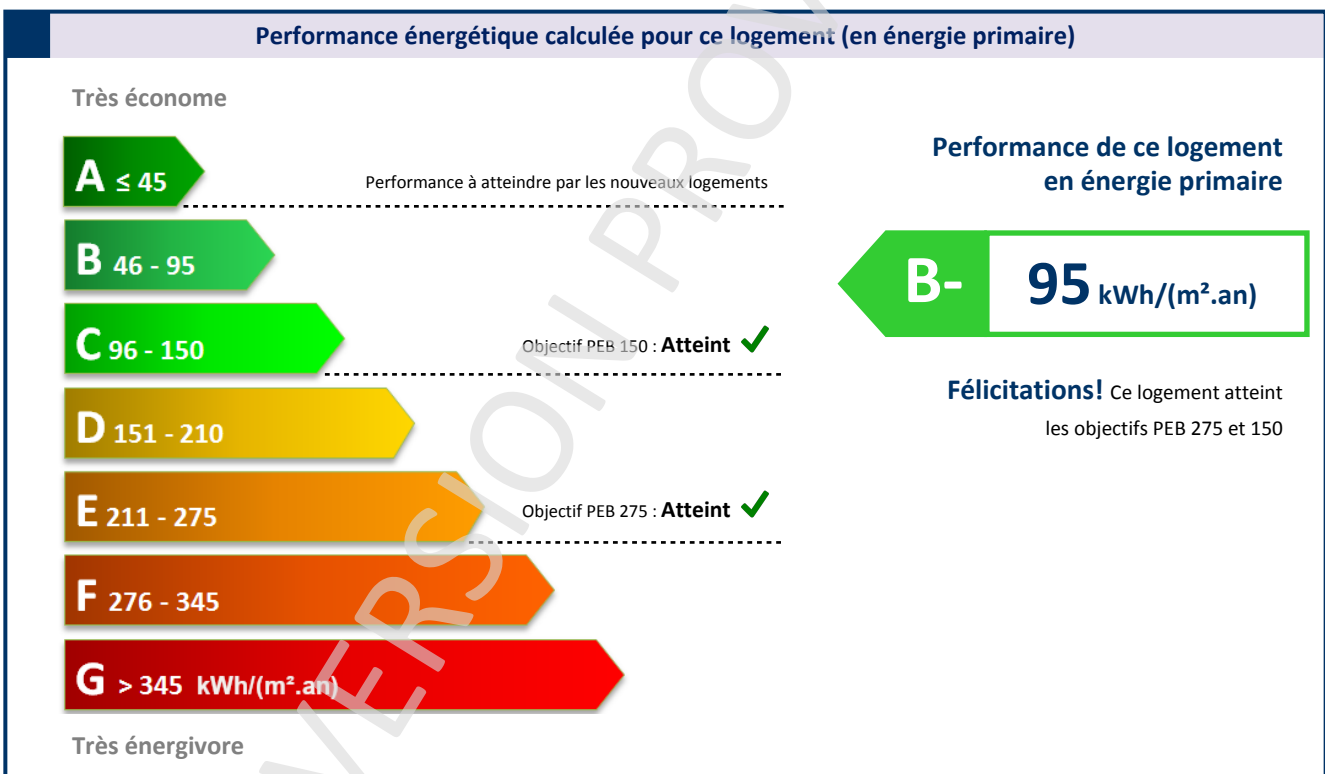 Performance énergétique calculée pour ce logement (en énergie primaire)
Très économe
A ≤ 45
Performance à atteindre par les nouveaux logements
B 46 - 95
C 96 - 150
Objectif PEB 150 : Atteint
D 151 - 210
E 211 - 275
Objectif PEB 275 : Atteint
F 276 - 345
G > 345 kWh/(m².an)
Très énergivore
Performance de ce logement
en énergie primaire
B-
95 kWh/(m².an)
Félicitations! Ce logement atteint
les objectifs PEB 275 et 150
VERSION PROV